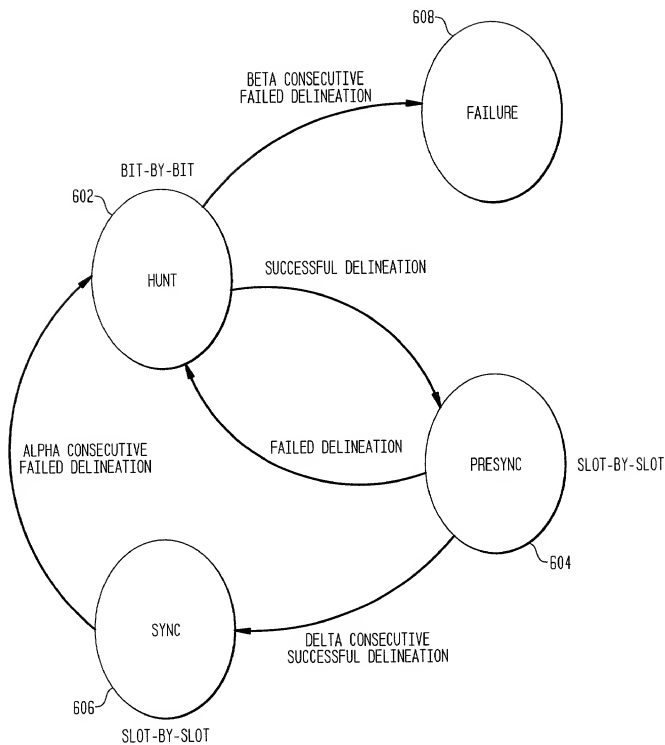 608
BETA CONSECUTIVE
FAILED DELINEATION
FAILURE
BIT-BY-BIT
602
HUNT
SUCCESSFUL DELINEATION
ALPHA CONSECUTIVE
FAILED DELINEATION
FAILED DELINEATION
PRESYNC
SLOT-BY-SLOT
604
SYNC
DELTA CONSECUTIVE
SUCCESSFUL DELINEATION
606
SLOT-BY-SLOT